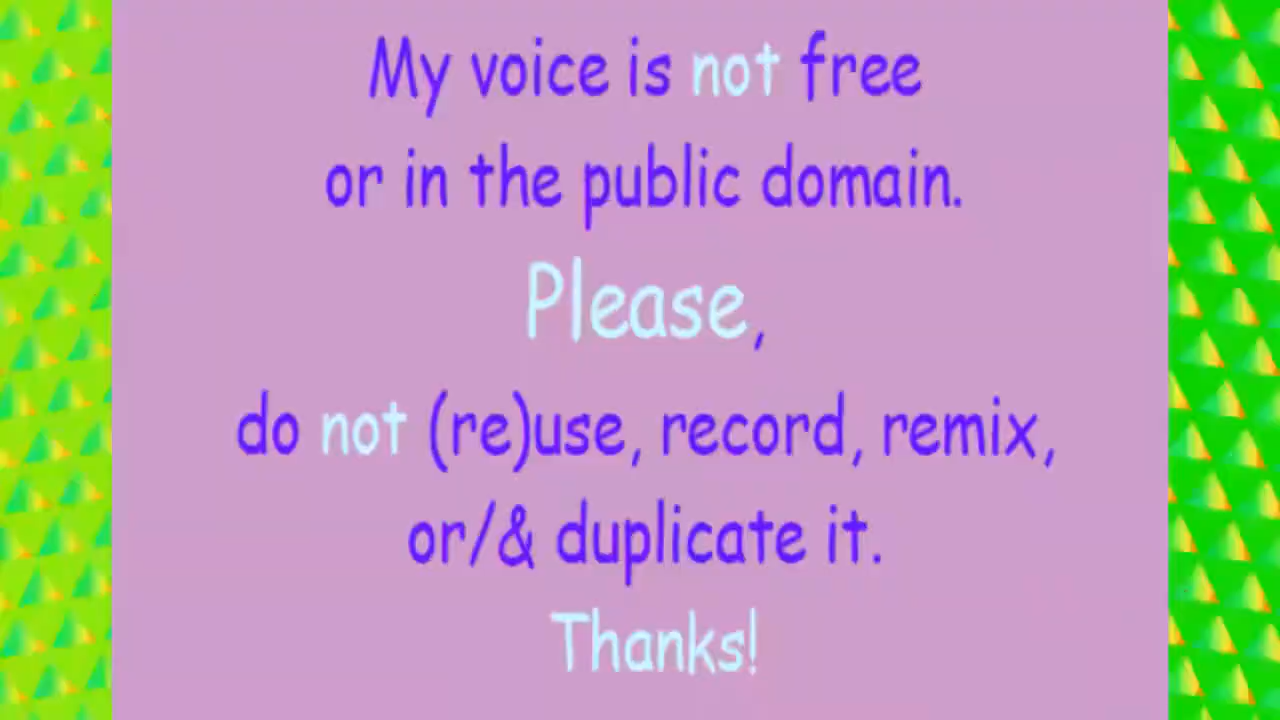 My voice is not free
or in the public domain.
Please,
do not (re)use, record, remix,
or/& duplicate it.
Thanks!